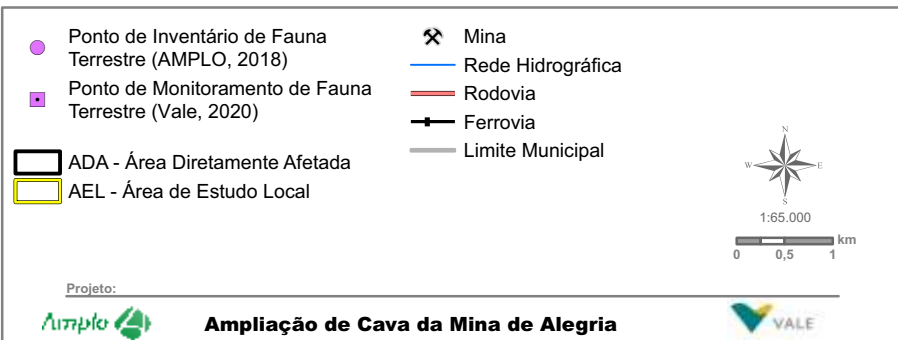 Ponto de Inventário de Fauna
Terrestre (AMPLO, 2018)
Ponto de Monitoramento de Fauna
Terrestre (Vale, 2020)
ADA - Área Diretamente Afetada
AEL - Área de Estudo Local
Mina
Rede Hidrográfica
Rodovia
Ferrovia
Limite Municipal
N
W E
S
1:65.000
km
0 0,5 1
Projeto:
Amplo
Ampliação de Cava da Mina de Alegria
VALE